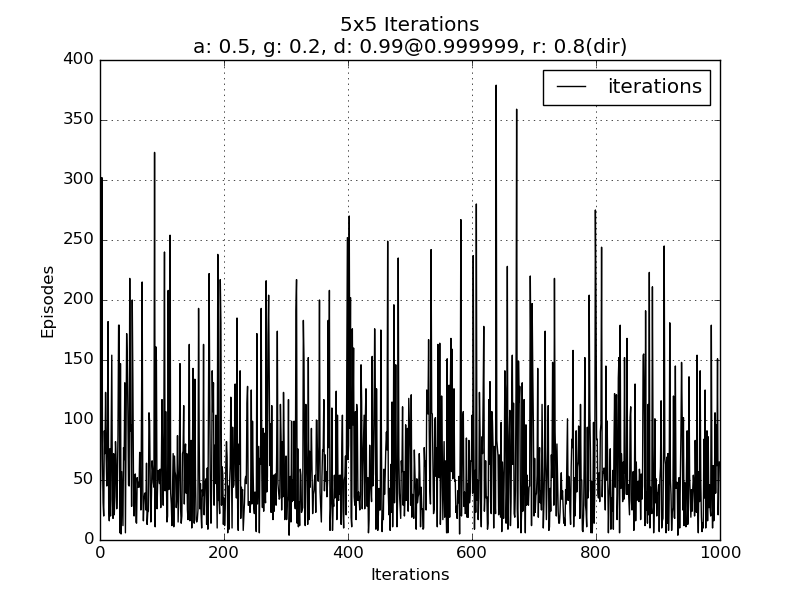 5x5 Iterations
a: 0.5, g: 0.2, d: 0.99@0.999999, r: 0.8(dir)
iterations
400
350
300
250
200
150
100
50
0
Episodes
0 200 400 600 800 1000
Iterations